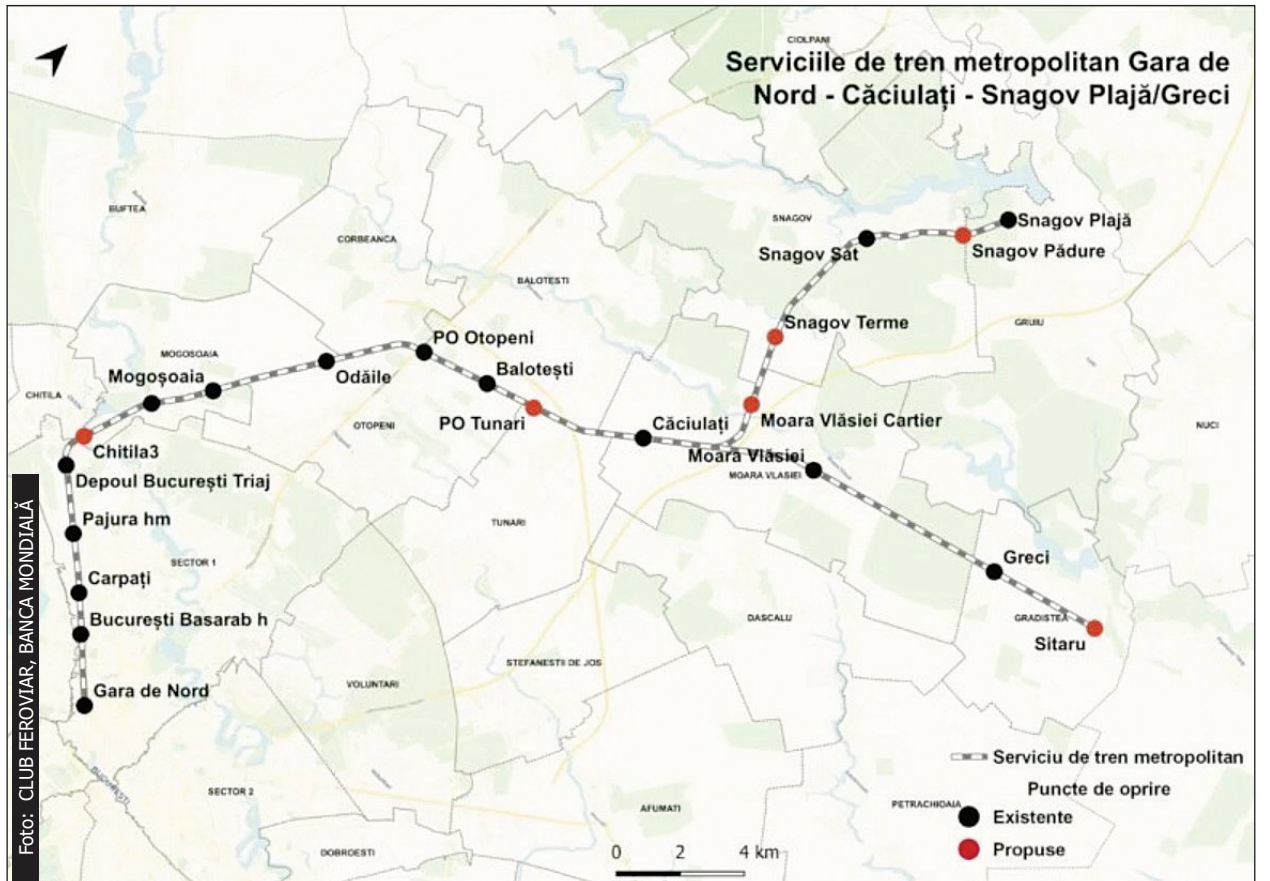 Serviciile de tren metropolitan Gara de
Nord - Căciulați - Snagov Plajă/Greci
CIOLPANI
BUFTEA
CORBEANCA
SNAGOV
Snagov Plajă
Snagov Sat
Snagov Pădure
BALOTESTI
PO Otopeni
Snagov Terme
GRUIU
MOGOSOAIA
Mogoșoaia
Odăile
Balotești
CHITILA
OTOPENI
PO Tunari
Căciulați
Moara Vlăsiei Cartier
NUCI
Chitila3
Moara Vlăsiei
MOARA VLASIEI
Depoul București Triaj
Pajura hm
TUNARI
SECTOR 1
Greci
Carpați
București Basarab h
DASCALU
GRADISTEA
Sitaru
STEFANESTII DE JOS
VOLUNTARI
Gara de Nord
BUCURESTI
SECTOR 2
AFUMATI
PETRACHIOAIA
DOBROESTI
Serviciu de tren metropolitan
Puncte de oprire
Existente
Propuse
0 2 4 km
Foto: CLUB FEROVIAR, BANCA MONDIALĂ